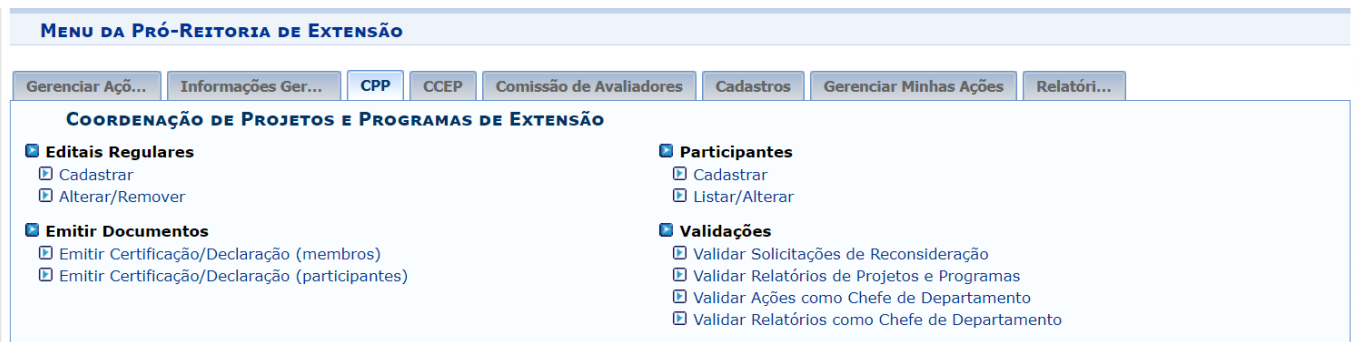 Menu da Pró-Reitoria de Extensão
Gerenciar Açõ... Informações Ger... CPP CCEP Comissão de Avaliadores Cadastros Gerenciar Minhas Ações Relatóri...
Coordenação de Projetos e Programas de Extensão
Editais Regulares
Cadastrar
Alterar/Remover
Participantes
Cadastrar
Listar/Alterar
Emitir Documentos
Emitir Certificação/Declaração (membros)
Emitir Certificação/Declaração (participantes)
Validações
Validar Solicitações de Reconsideração
Validar Relatórios de Projetos e Programas
Validar Ações como Chefe de Departamento
Validar Relatórios como Chefe de Departamento